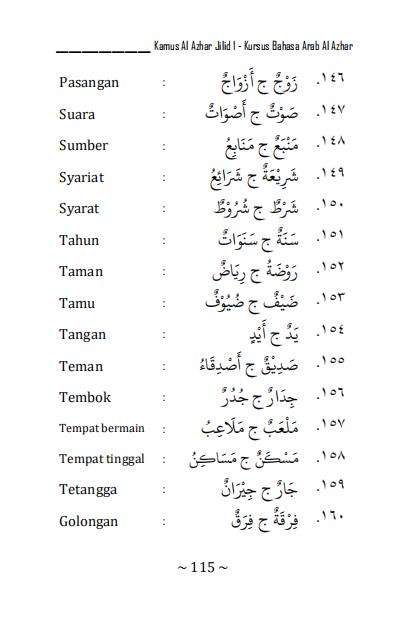 Kamus Al Azhar Jilid I - Kursus Bahasa Arab Al Azhar
Pasangan : زَوْجٌ ج أَزْوَاجٌ .١٤٦
Suara : صَوْتٌ ج أَصْوَاتٌ .١٤٧
Sumber : مَنْبَعٌ ج مَنَابِعُ .١٤٨
Syariat : شَرِيْعَةٌ ج شَرَائِعُ .١٤٩
Syarat : شَرْطٌ ج شُرُوْطٌ .١٥٠
Tahun : سَنَةٌ ج سَنَوَاتٌ .١٥١
Taman : رَوْضَةٌ ج رِيَاضٌ .١٥٢
Tamu : ضَيْفٌ ج ضُيُوْفٌ .١٥٣
Tangan : يَدٌ ج أَيْدٍ .١٥٤
Teman : صَدِيْقٌ ج أَصْدِقَاءُ .١٥٥
Tembok : جِدَارٌ ج جُدُرٌ .١٥٦
Tempat bermain : مَلْعَبٌ ج مَلَاعِبُ .١٥٧
Tempat tinggal : مَسْكَنٌ ج مَسَاكِنُ .١٥٨
Tetangga : جَارٌ ج جِيْرَانٌ .١٥٩
Golongan : فِرْقَةٌ ج فِرَقٌ .١٦٠
~ 115 ~